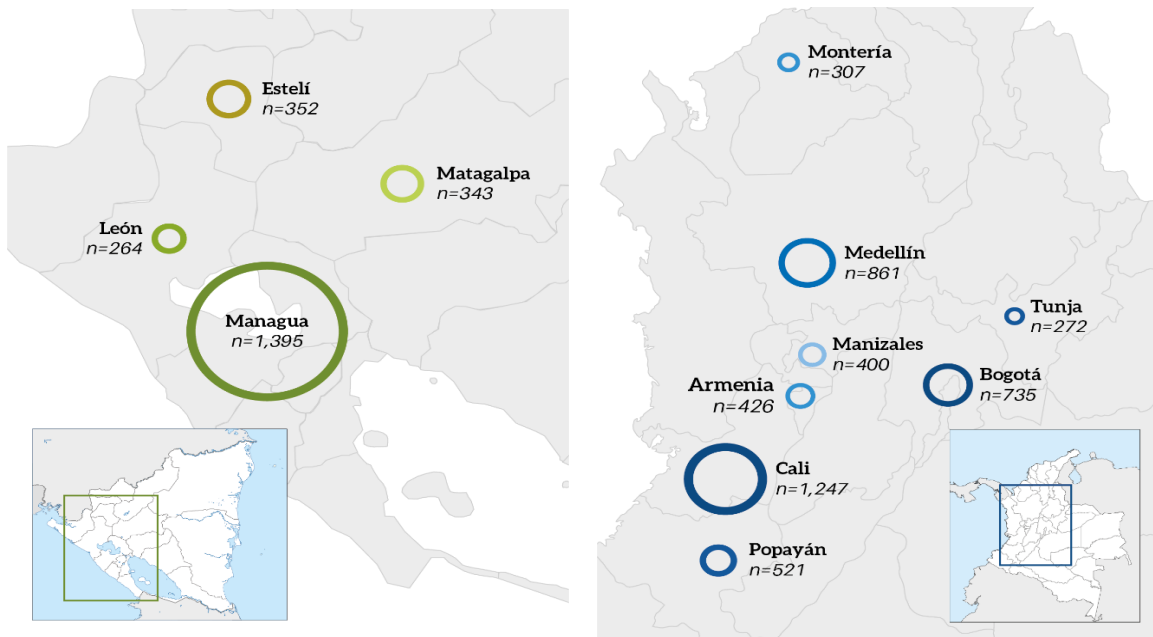 Estelí
n=352
Matagalpa
n=343
León
n=264
Managua
n=1,395
Montería
n=307
Medellín
n=861
Tunja
n=272
Manizales
n=400
Bogotá
n=735
Armenia
n=426
Cali
n=1,247
Popayán
n=521